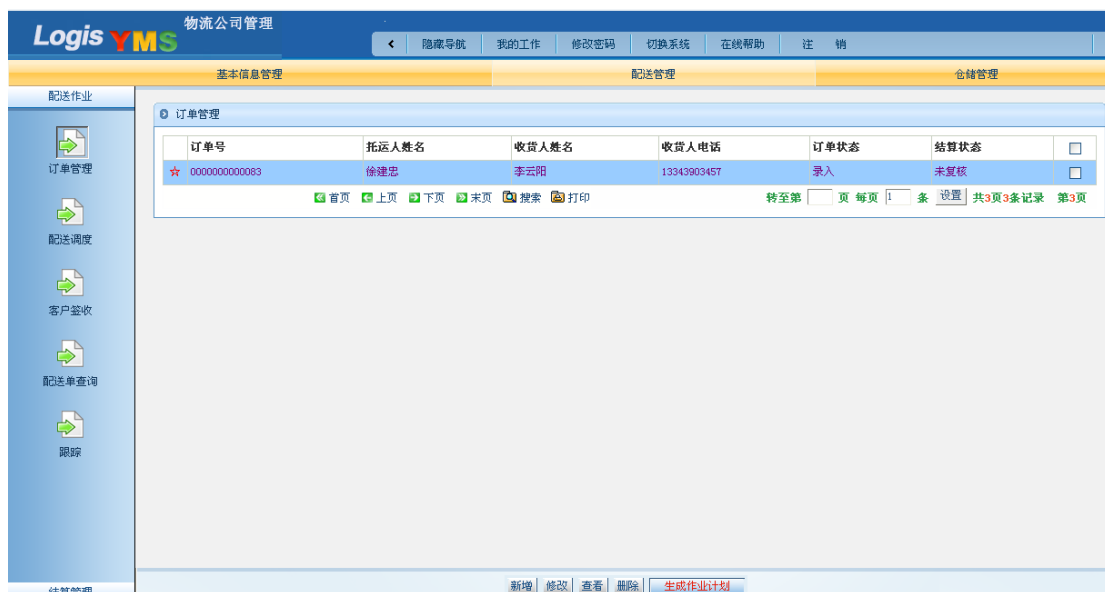 Logis YMS 物流公司管理
隐藏导航 我的工作 修改密码 切换系统 在线帮助 注 销
基本信息管理 配送管理 仓储管理
配送作业
订单管理
订单号 托运人姓名 收货人姓名 收货人电话 订单状态 结算状态
0000000000083 徐建忠 李云阳 13343903457 录入 未复核
首页 上页 下页 末页 搜索 打印 转至第 页 每页 1 条 设置 共3页3条记录 第3页
订单管理
配送调度
客户签收
配送单查询
跟踪
结算管理
新增 修改 查看 删除 生成作业计划